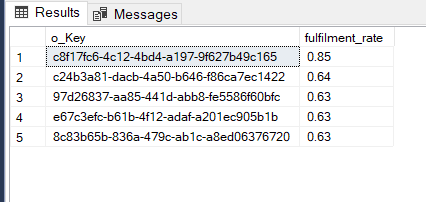 Results Messages
o_Key fulfilment_rate
1 c8f17fc6-4c12-4bd4-a197-9f627b49c165 0.85
2 c24b3a81-dacb-4a50-b646-f86ca7ec1422 0.64
3 97d26837-aa85-441d-abb8-fe5586f60bfc 0.63
4 e67c3efc-b61b-4f12-adaf-a201ec905b1b 0.63
5 8c83b65b-836a-479c-ab1c-a8ed06376720 0.63